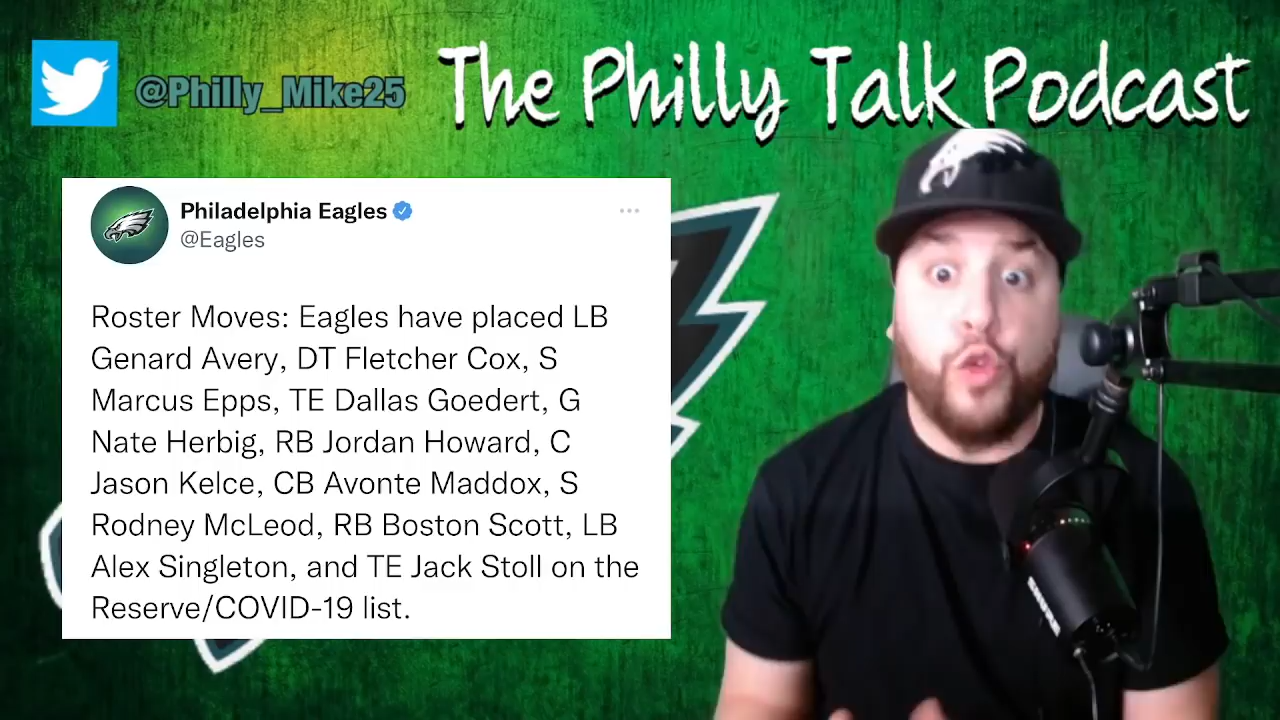 @Philly_Mike25
The Philly Talk Podcast
Philadelphia Eagles
@Eagles
Roster Moves: Eagles have placed LB
Genard Avery, DT Fletcher Cox, S
Marcus Epps, TE Dallas Goedert, G
Nate Herbig, RB Jordan Howard, C
Jason Kelce, CB Avonte Maddox, S
Rodney McLeod, RB Boston Scott, LB
Alex Singleton, and TE Jack Stoll on the
Reserve/COVID-19 list.